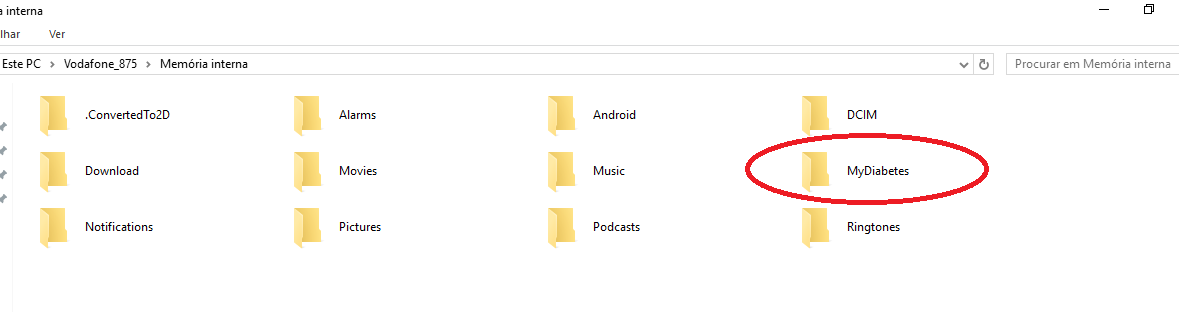 a interna
lhar Ver
Este PC > Vodafone_875 > Memória interna
Procurar em Memória interna
.ConvertedTo2D Alarms Android DCIM
Download Movies Music MyDiabetes
Notifications Pictures Podcasts Ringtones